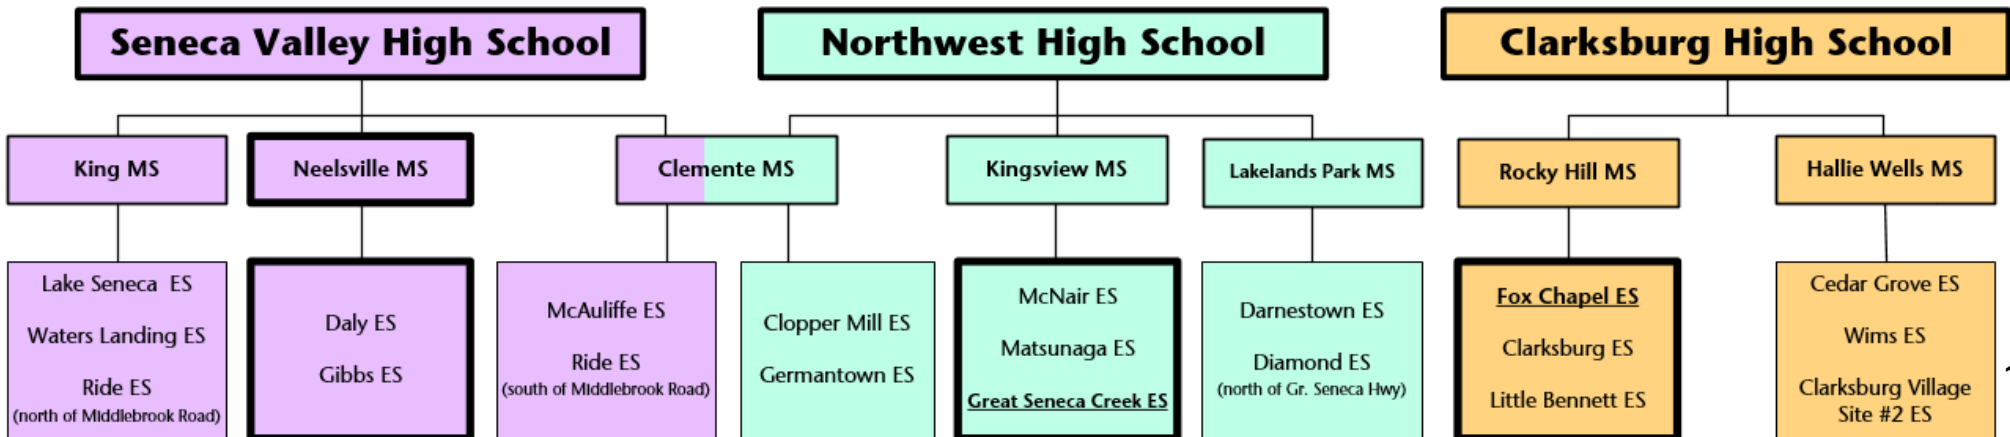 Seneca Valley High School
Northwest High School
Clarksburg High School
King MS
Neelsville MS
Clemente MS
Kingsview MS
Lakelands Park MS
Rocky Hill MS
Hallie Wells MS
Lake Seneca ES
Waters Landing ES
Ride ES
(north of Middlebrook Road)
Daly ES
Gibbs ES
McAuliffe ES
Ride ES
(south of Middlebrook Road)
Clopper Mill ES
Germantown ES
McNair ES
Matsunaga ES
Great Seneca Creek ES
Darnestown ES
Diamond ES
(north of Gr. Seneca Hwy)
Fox Chapel ES
Clarksburg ES
Little Bennett ES
Cedar Grove ES
Wims ES
Clarksburg Village
Site #2 ES